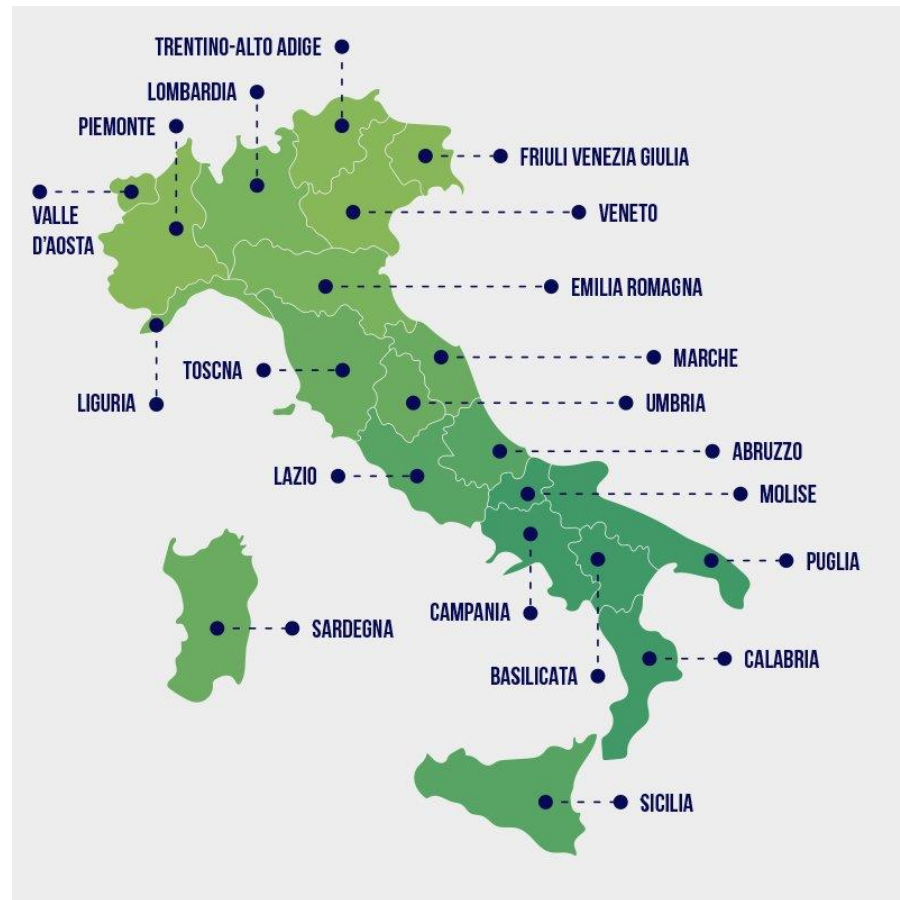 TRENTINO-ALTO ADIGE
LOMBARDIA
PIEMONTE
FRIULI VENEZIA GIULIA
VALLE
D'AOSTA
VENETO
EMILIA ROMAGNA
MARCHE
TOSCNA
LIGURIA
UMBRIA
ABRUZZO
LAZIO
MOLISE
PUGLIA
CAMPANIA
SARDEGNA
CALABRIA
BASILICATA
SICILIA